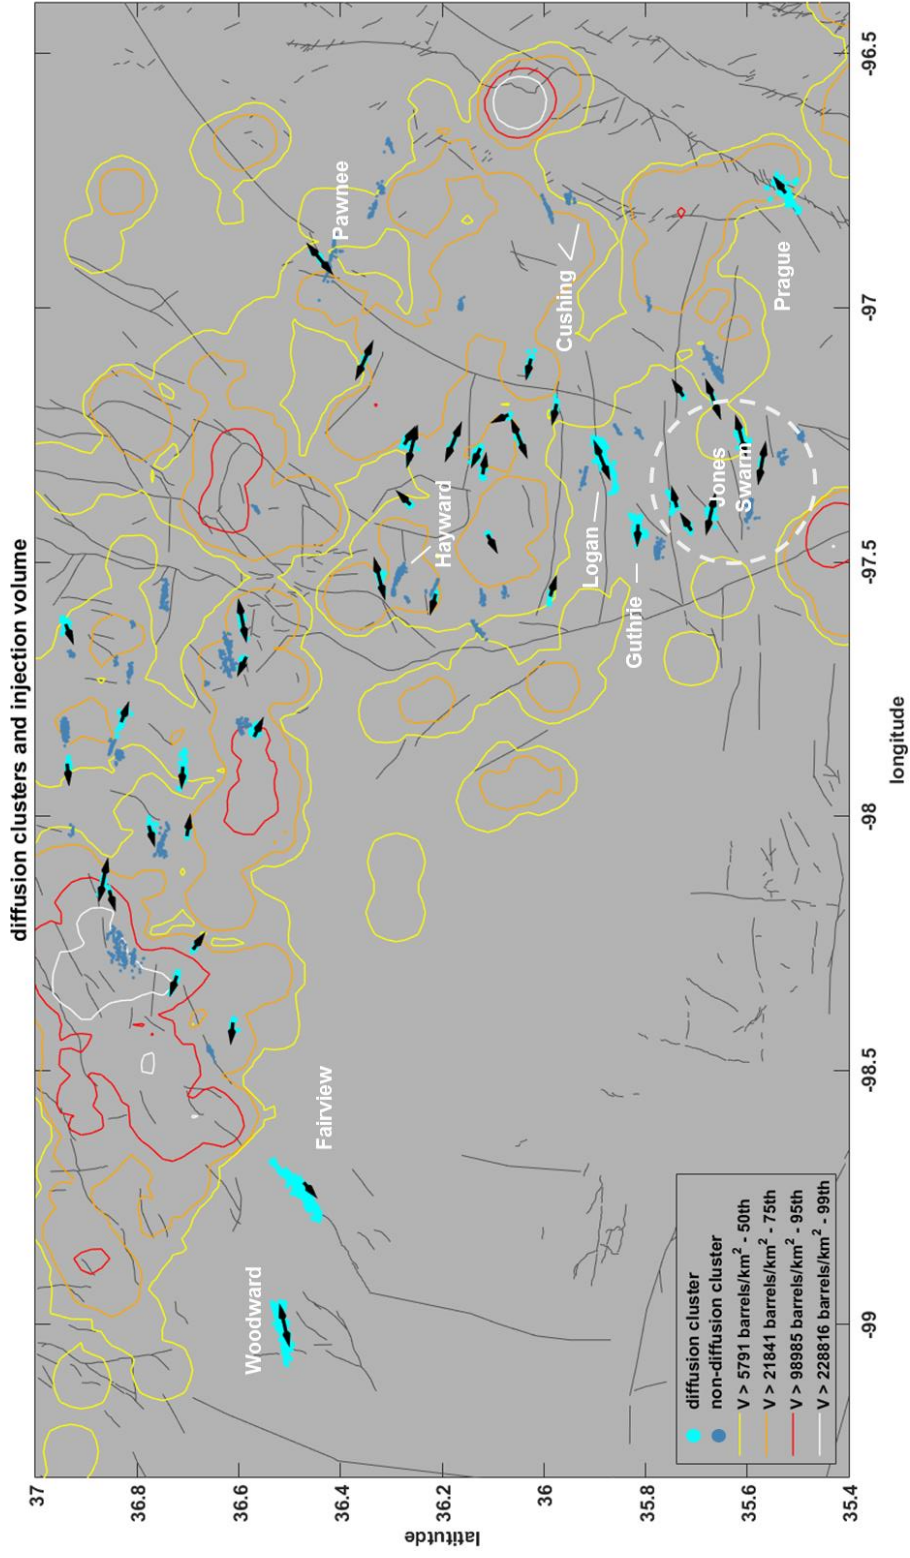 diffusion clusters and injection volume
37
36.8
36.6
36.4
36.2
36
35.8
35.6
35.4
latitutde
Woodward
Fairview
Hayward
Pawnee
Cushing
Logan
Guthrie
Jones
Swarm
Prague
diffusion cluster
non-diffusion cluster
V > 5791 barrels/km² - 50th
V > 21841 barrels/km² - 75th
V > 98985 barrels/km² - 95th
V > 228816 barrels/km² - 99th
-99
-98.5
-98
-97.5
-97
-96.5
longitude